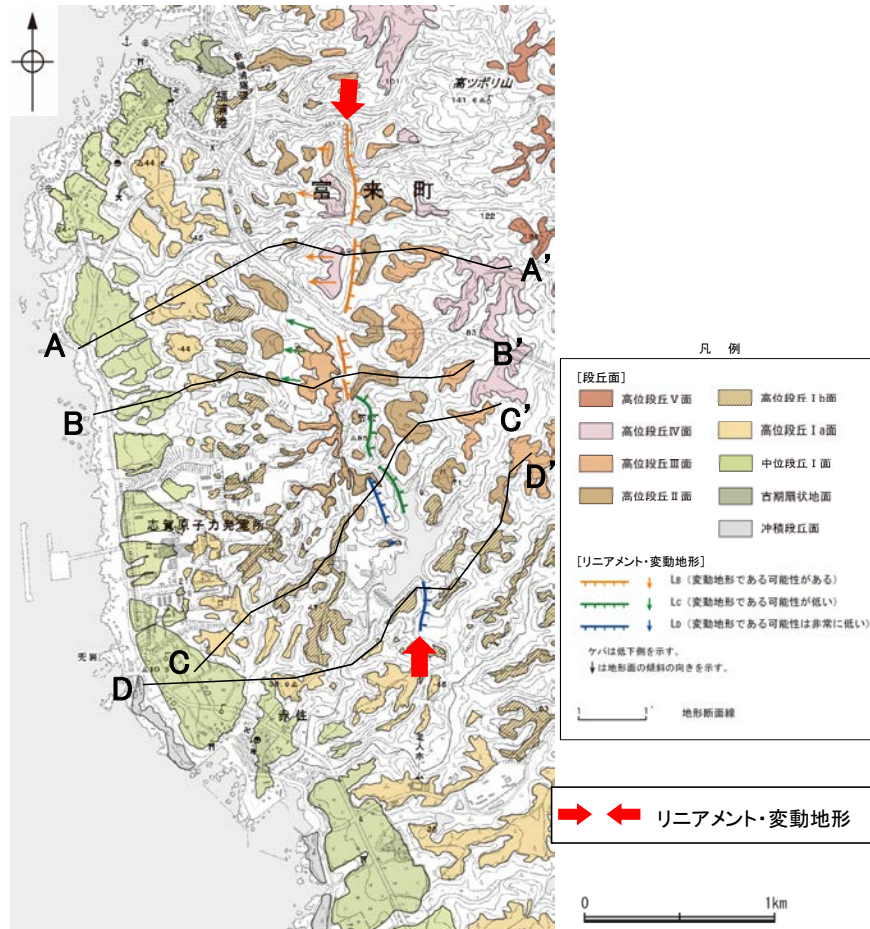 高ツボリ山
福浦港
富来町
122
A'
A
83
B'
B
C'
D'
志賀原子力発電所
C
D
赤住
凡 例
[段丘面]
高位段丘Ⅴ面
高位段丘Ⅰb面
高位段丘Ⅳ面
高位段丘Ⅰa面
高位段丘Ⅲ面
中位段丘Ⅰ面
高位段丘Ⅱ面
古期扇状地面
沖積段丘面
[リニアメント・変動地形]
LB (変動地形である可能性がある)
LC (変動地形である可能性が低い)
LD (変動地形である可能性は非常に低い)
ケバは低下側を示す。
↓は地形面の傾斜の向きを示す。
1 1' 地形断面線
リニアメント・変動地形
0 1km